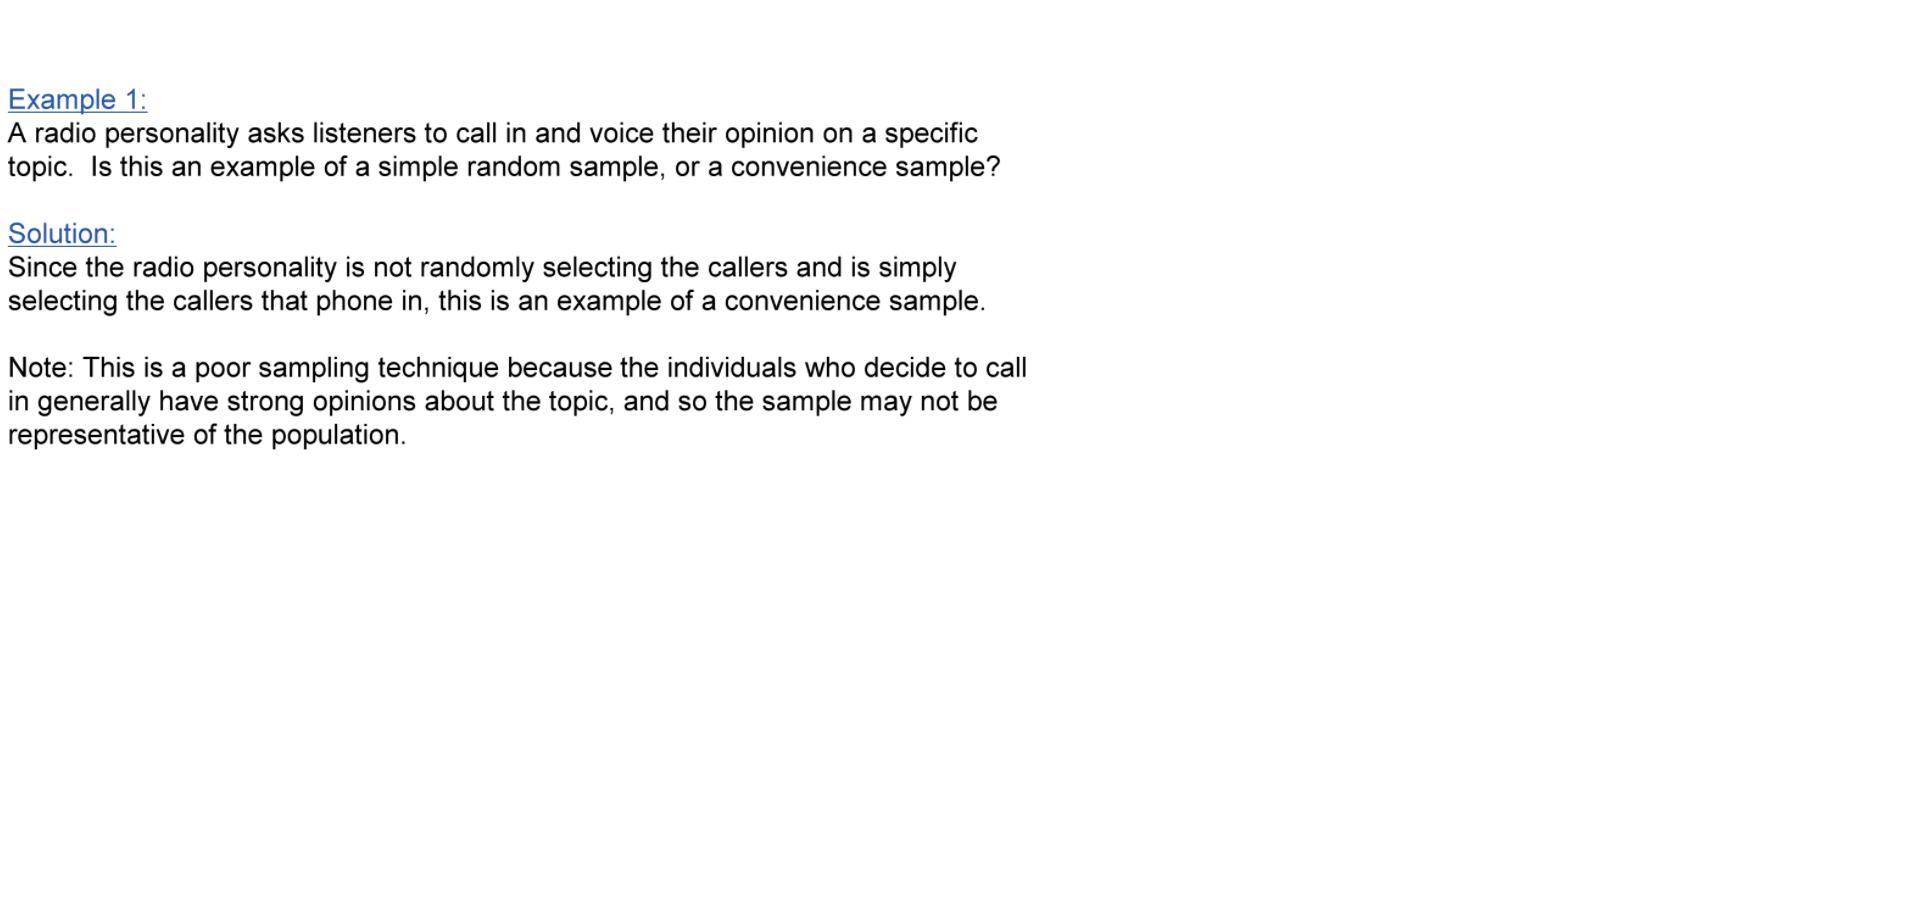 Example 1:
A radio personality asks listeners to call in and voice their opinion on a specific
topic.  Is this an example of a simple random sample, or a convenience sample?
Solution:
Since the radio personality is not randomly selecting the callers and is simply
selecting the callers that phone in, this is an example of a convenience sample.
Note: This is a poor sampling technique because the individuals who decide to call
in generally have strong opinions about the topic, and so the sample may not be
representative of the population.